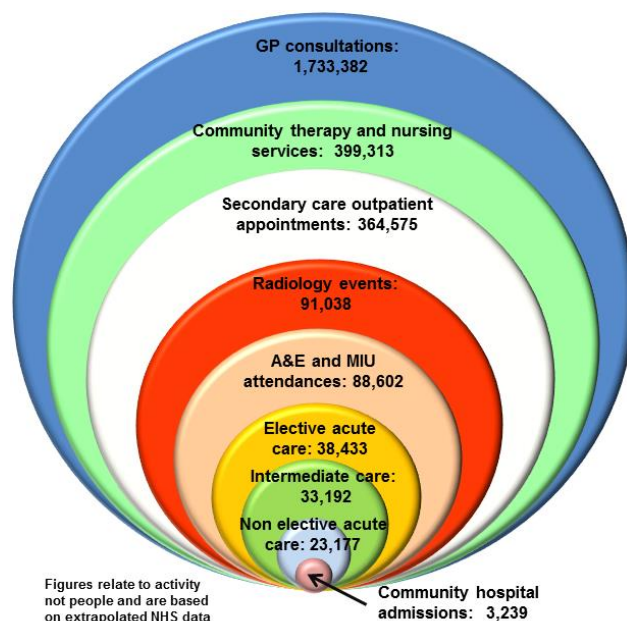 GP consultations:
1,733,382
Community therapy and nursing
services: 399,313
Secondary care outpatient
appointments: 364,575
Radiology events:
91,038
A&E and MIU
attendances: 88,602
Elective acute
care: 38,433
Intermediate care:
33,192
Non elective acute
care: 23,177
Community hospital
admissions: 3,239
Figures relate to activity
not people and are based
on extrapolated NHS data